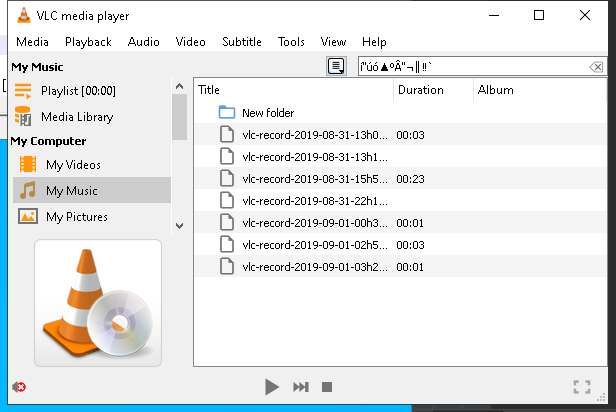 VLC media player
Media Playback Audio Video Subtitle Tools View Help
My Music
Playlist [00:00]
Media Library
My Computer
My Videos
My Music
My Pictures
Title Duration Album
New folder
vlc-record-2019-08-31-13h0... 00:03
vlc-record-2019-08-31-13h1...
vlc-record-2019-08-31-15h5... 00:23
vlc-record-2019-08-31-22h1...
vlc-record-2019-09-01-00h3... 00:01
vlc-record-2019-09-01-02h5... 00:03
vlc-record-2019-09-01-03h2... 00:01